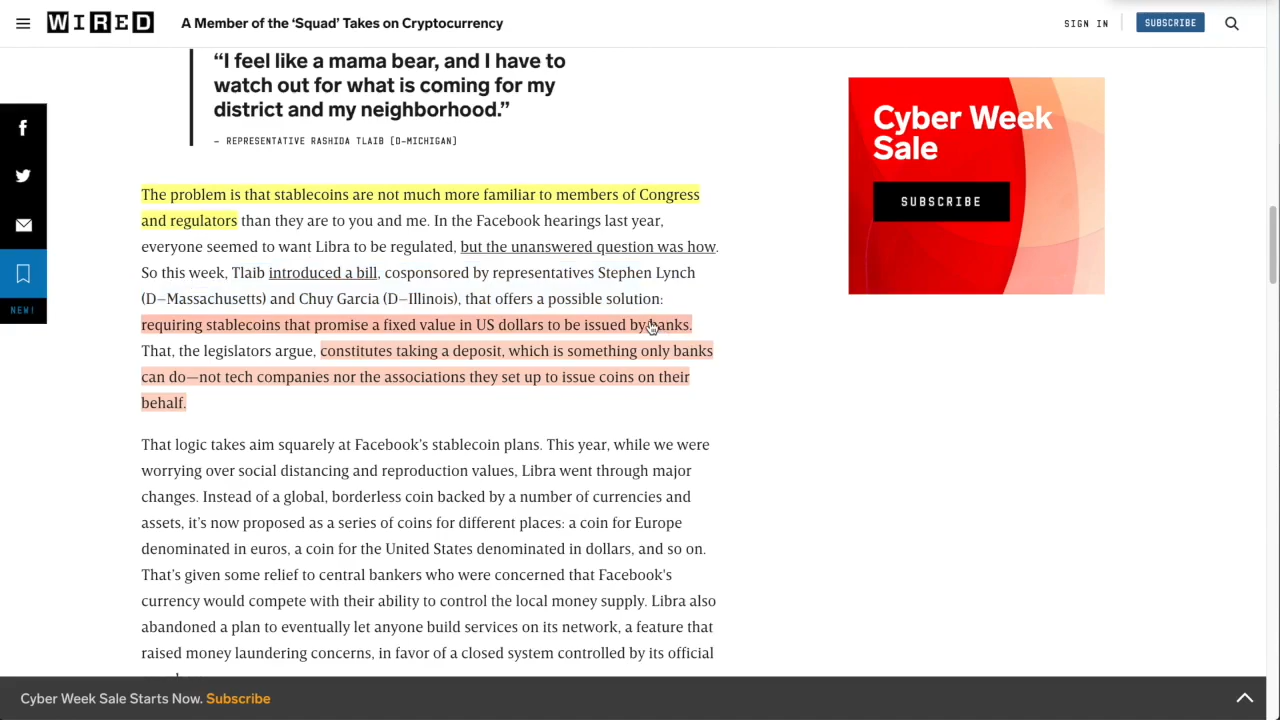 WIRED
A Member of the ‘Squad’ Takes on Cryptocurrency
SIGN IN
SUBSCRIBE
“I feel like a mama bear, and I have to
watch out for what is coming for my
district and my neighborhood.”
— REPRESENTATIVE RASHIDA TLAIB (D–MICHIGAN)
Cyber Week
Sale
SUBSCRIBE
NEW!
The problem is that stablecoins are not much more familiar to members of Congress
and regulators than they are to you and me. In the Facebook hearings last year,
everyone seemed to want Libra to be regulated, but the unanswered question was how.
So this week, Tlaib introduced a bill, cosponsored by representatives Stephen Lynch
(D–Massachusetts) and Chuy Garcia (D–Illinois), that offers a possible solution:
requiring stablecoins that promise a fixed value in US dollars to be issued by banks.
That, the legislators argue, constitutes taking a deposit, which is something only banks
can do—not tech companies nor the associations they set up to issue coins on their
behalf.
That logic takes aim squarely at Facebook’s stablecoin plans. This year, while we were
worrying over social distancing and reproduction values, Libra went through major
changes. Instead of a global, borderless coin backed by a number of currencies and
assets, it’s now proposed as a series of coins for different places: a coin for Europe
denominated in euros, a coin for the United States denominated in dollars, and so on.
That’s given some relief to central bankers who were concerned that Facebook's
currency would compete with their ability to control the local money supply. Libra also
abandoned a plan to eventually let anyone build services on its network, a feature that
raised money laundering concerns, in favor of a closed system controlled by its official
Cyber Week Sale Starts Now. Subscribe